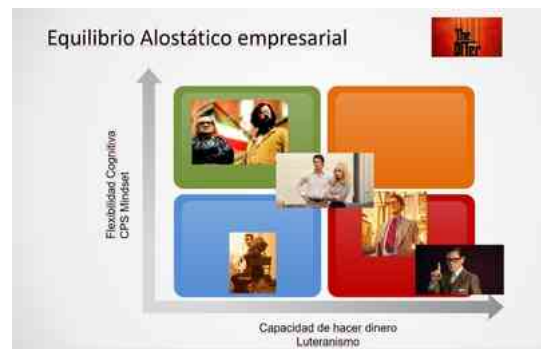 Equilibrio Alostático empresarial
The
Offer
Flexibilidad Cognitiva
CPS Mindset
Capacidad de hacer dinero
Luteranismo